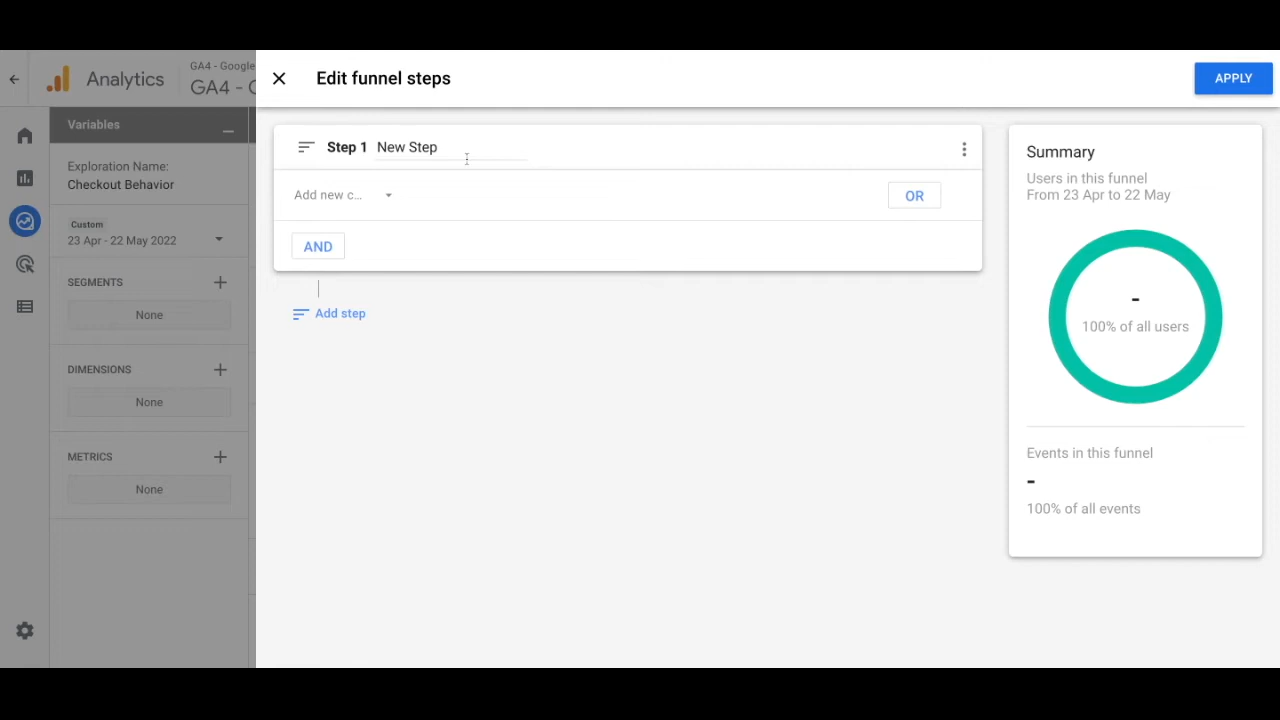 Analytics
GA4 - Google
GA4 -
Edit funnel steps
APPLY
Variables
Exploration Name:
Checkout Behavior
Custom
23 Apr - 22 May 2022
SEGMENTS
None
DIMENSIONS
None
METRICS
None
Step 1 New Step
Add new c...
OR
AND
Add step
Summary
Users in this funnel
From 23 Apr to 22 May
-
100% of all users
Events in this funnel
-
100% of all events